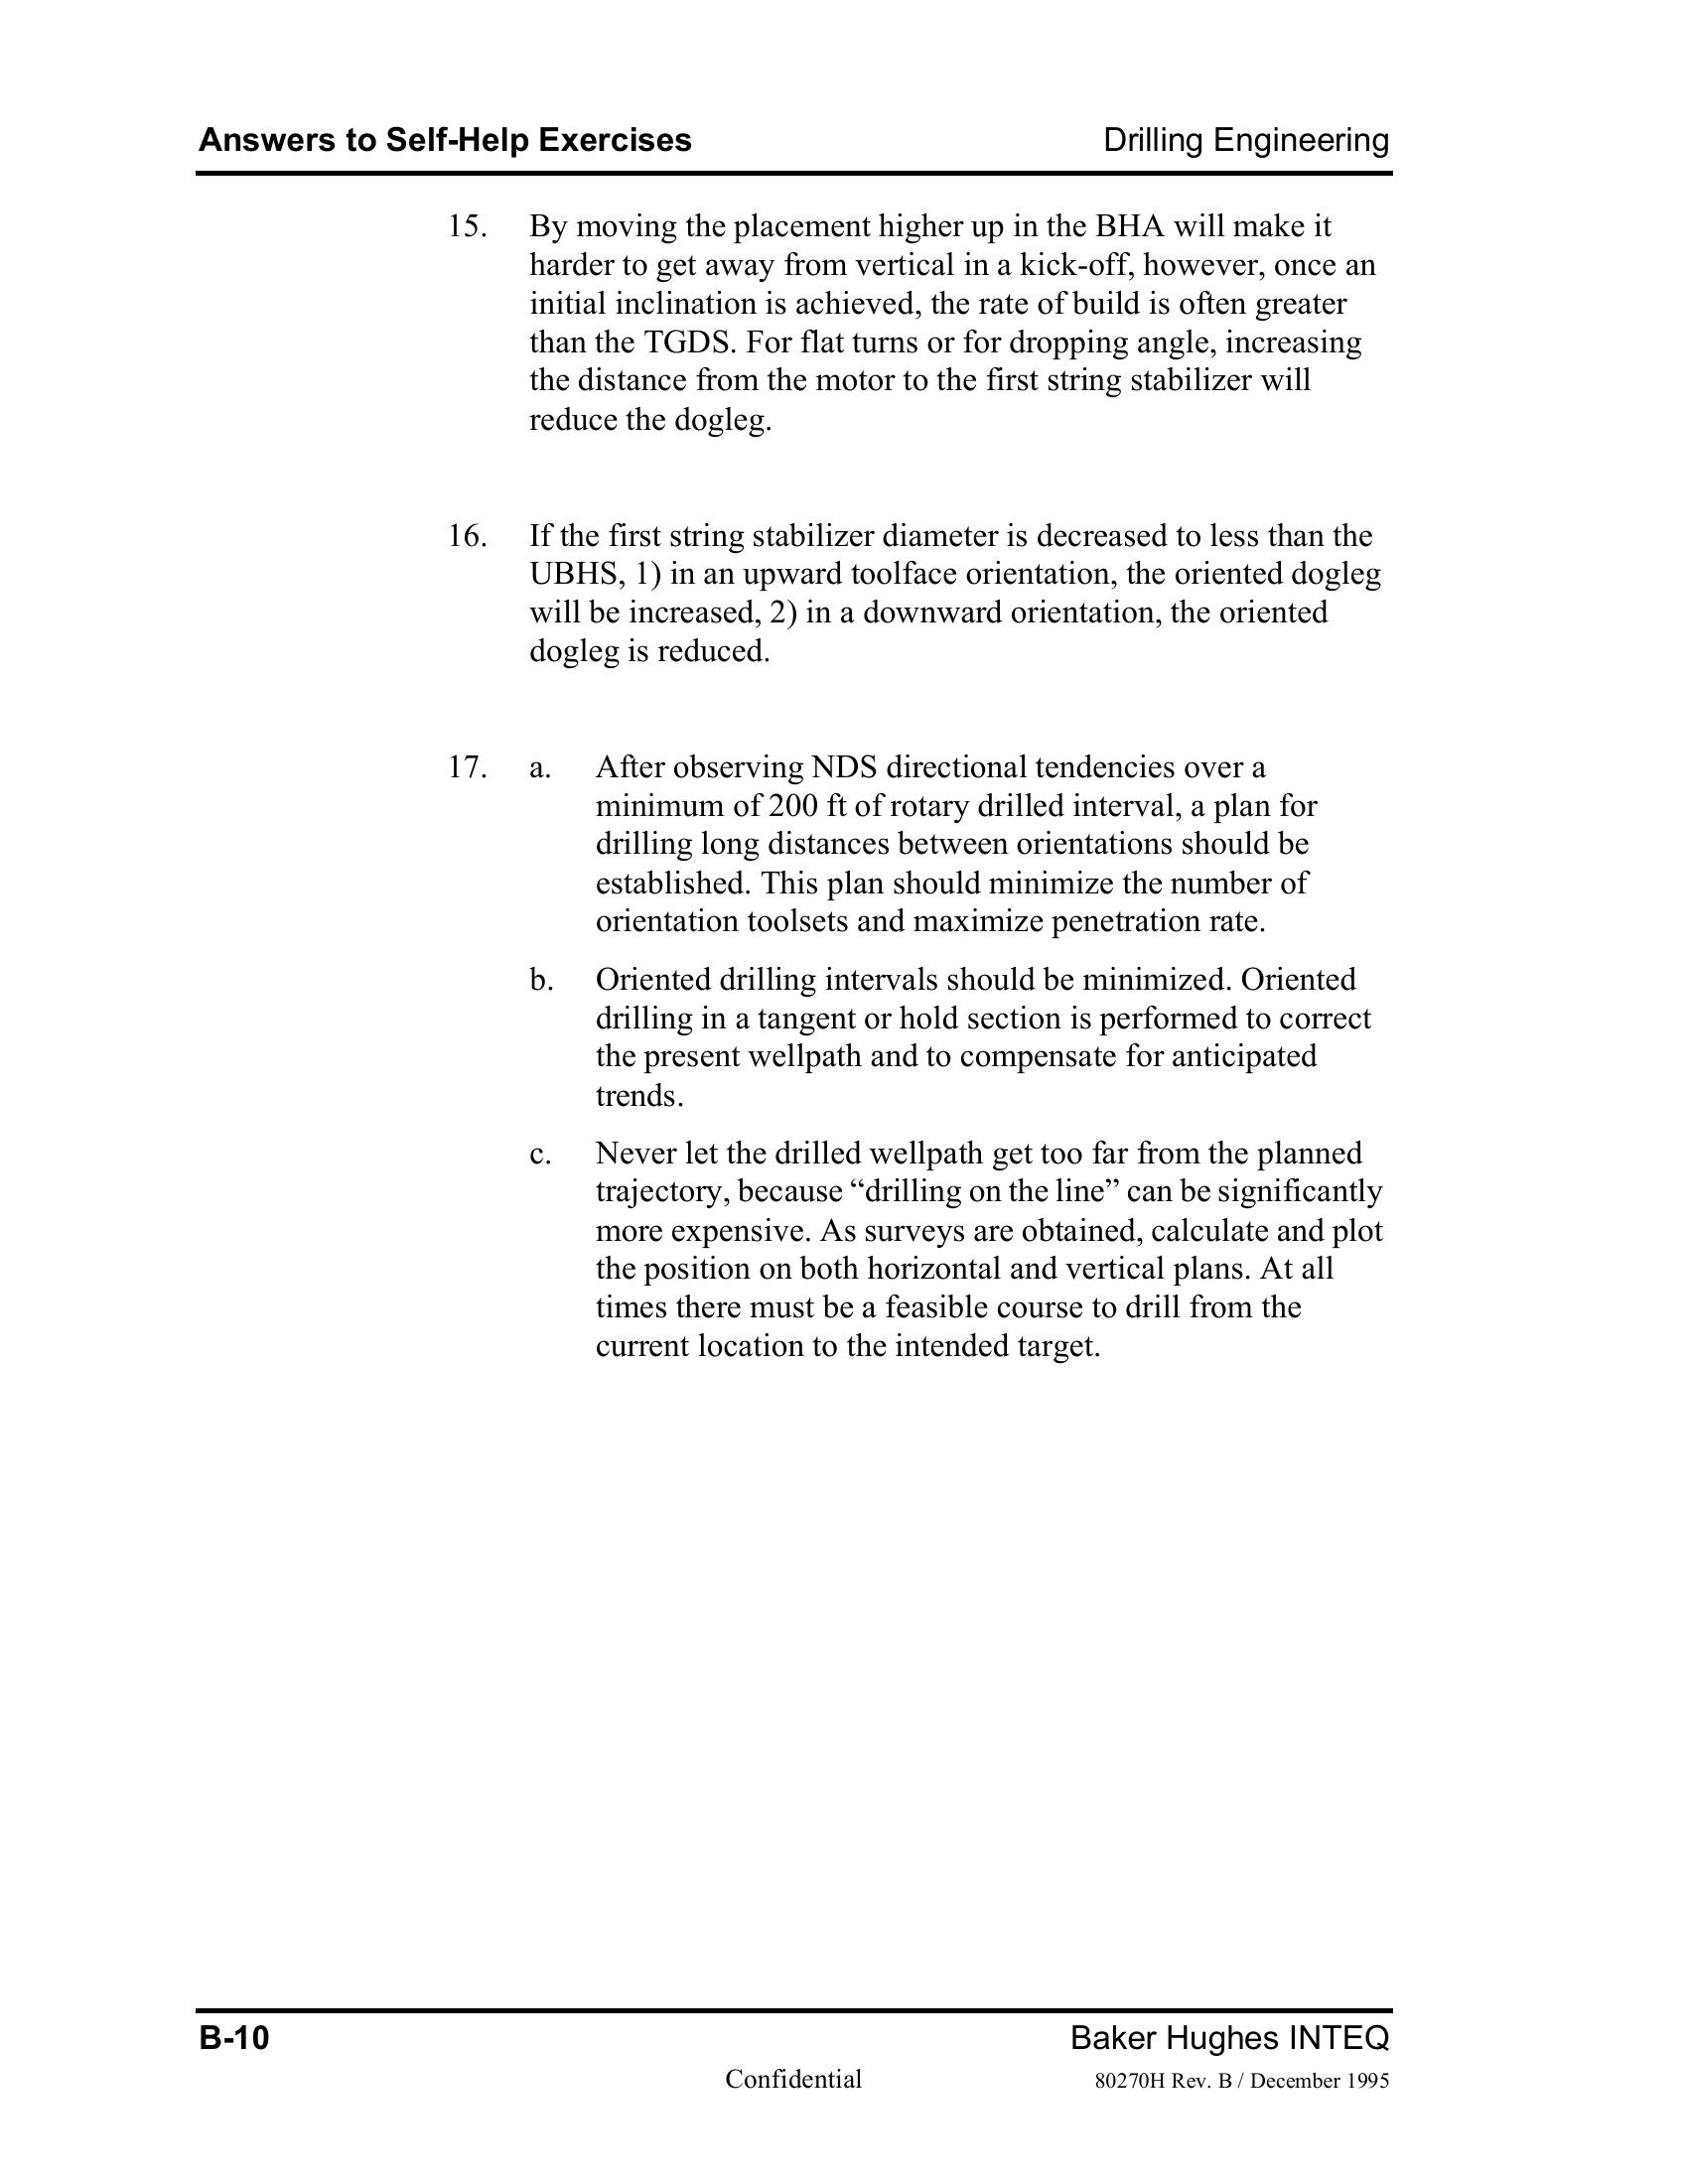 Answers to Self-Help Exercises Drilling Engineering
15. By moving the placement higher up in the BHA will make it
harder to get away from vertical in a kick-off, however, once an
initial inclination is achieved, the rate of build is often greater
than the TGDS. For flat turns or for dropping angle, increasing
the distance from the motor to the first string stabilizer will
reduce the dogleg.
16. If the first string stabilizer diameter is decreased to less than the
UBHS, 1) in an upward toolface orientation, the oriented dogleg
will be increased, 2) in a downward orientation, the oriented
dogleg is reduced.
17. a. After observing NDS directional tendencies over a
minimum of 200 ft of rotary drilled interval, a plan for
drilling long distances between orientations should be
established. This plan should minimize the number of
orientation toolsets and maximize penetration rate.
b. Oriented drilling intervals should be minimized. Oriented
drilling in a tangent or hold section is performed to correct
the present wellpath and to compensate for anticipated
trends.
c. Never let the drilled wellpath get too far from the planned
trajectory, because “drilling on the line” can be significantly
more expensive. As surveys are obtained, calculate and plot
the position on both horizontal and vertical plans. At all
times there must be a feasible course to drill from the
current location to the intended target.
B-10 Baker Hughes INTEQ
Confidential 80270H Rev. B / December 1995